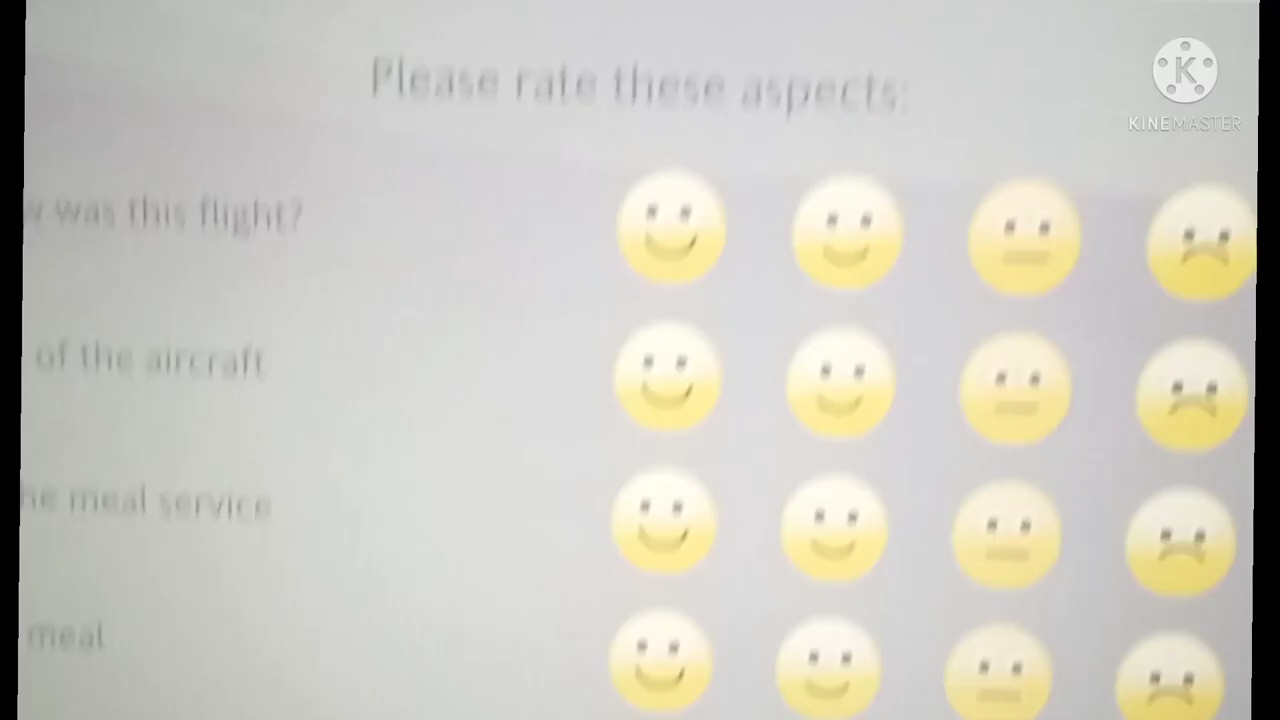 Please rate these aspects:
was this flight?
of the aircraft
meal service
meal
K
KINEMASTER